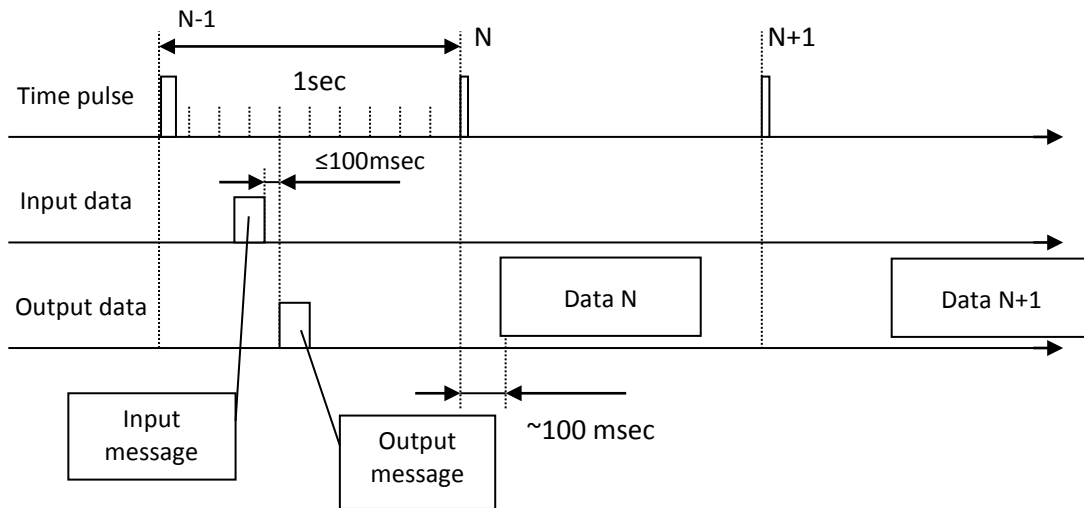 N-1
N
N+1
1sec
Time pulse
≤100msec
Input data
Output data
Data N
Data N+1
Input
message
Output
message
~100 msec